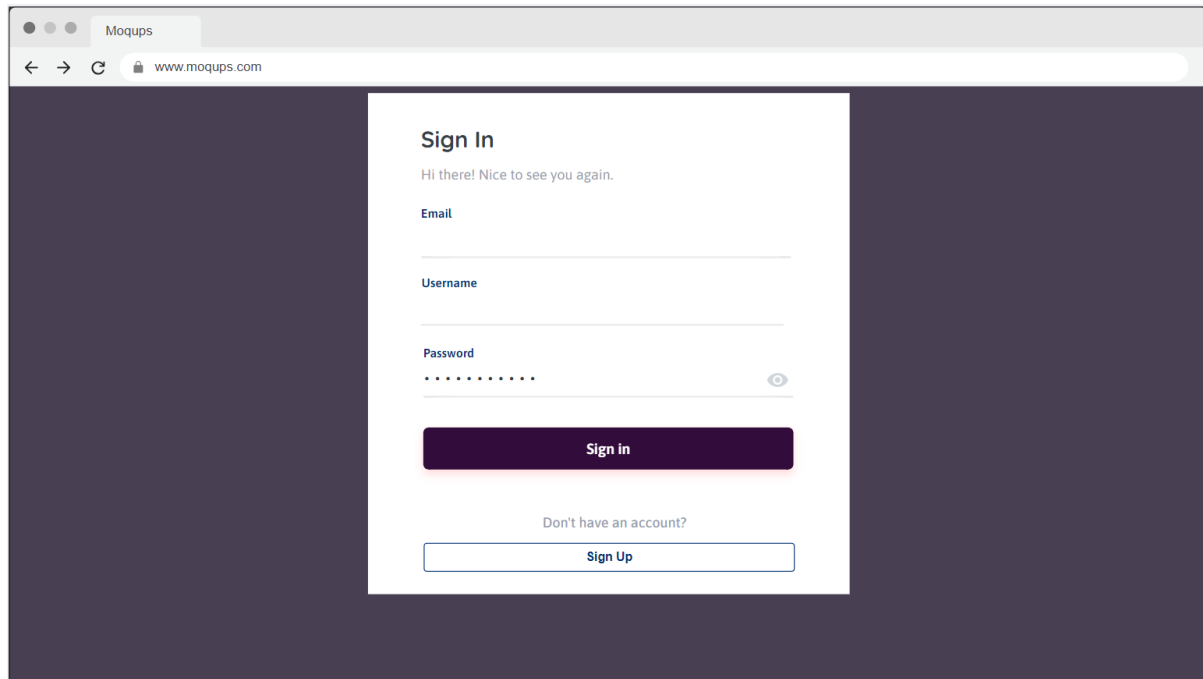 Moqups
www.moqups.com
Sign In
Hi there! Nice to see you again.
Email
Username
Password
Sign in
Don't have an account?
Sign Up